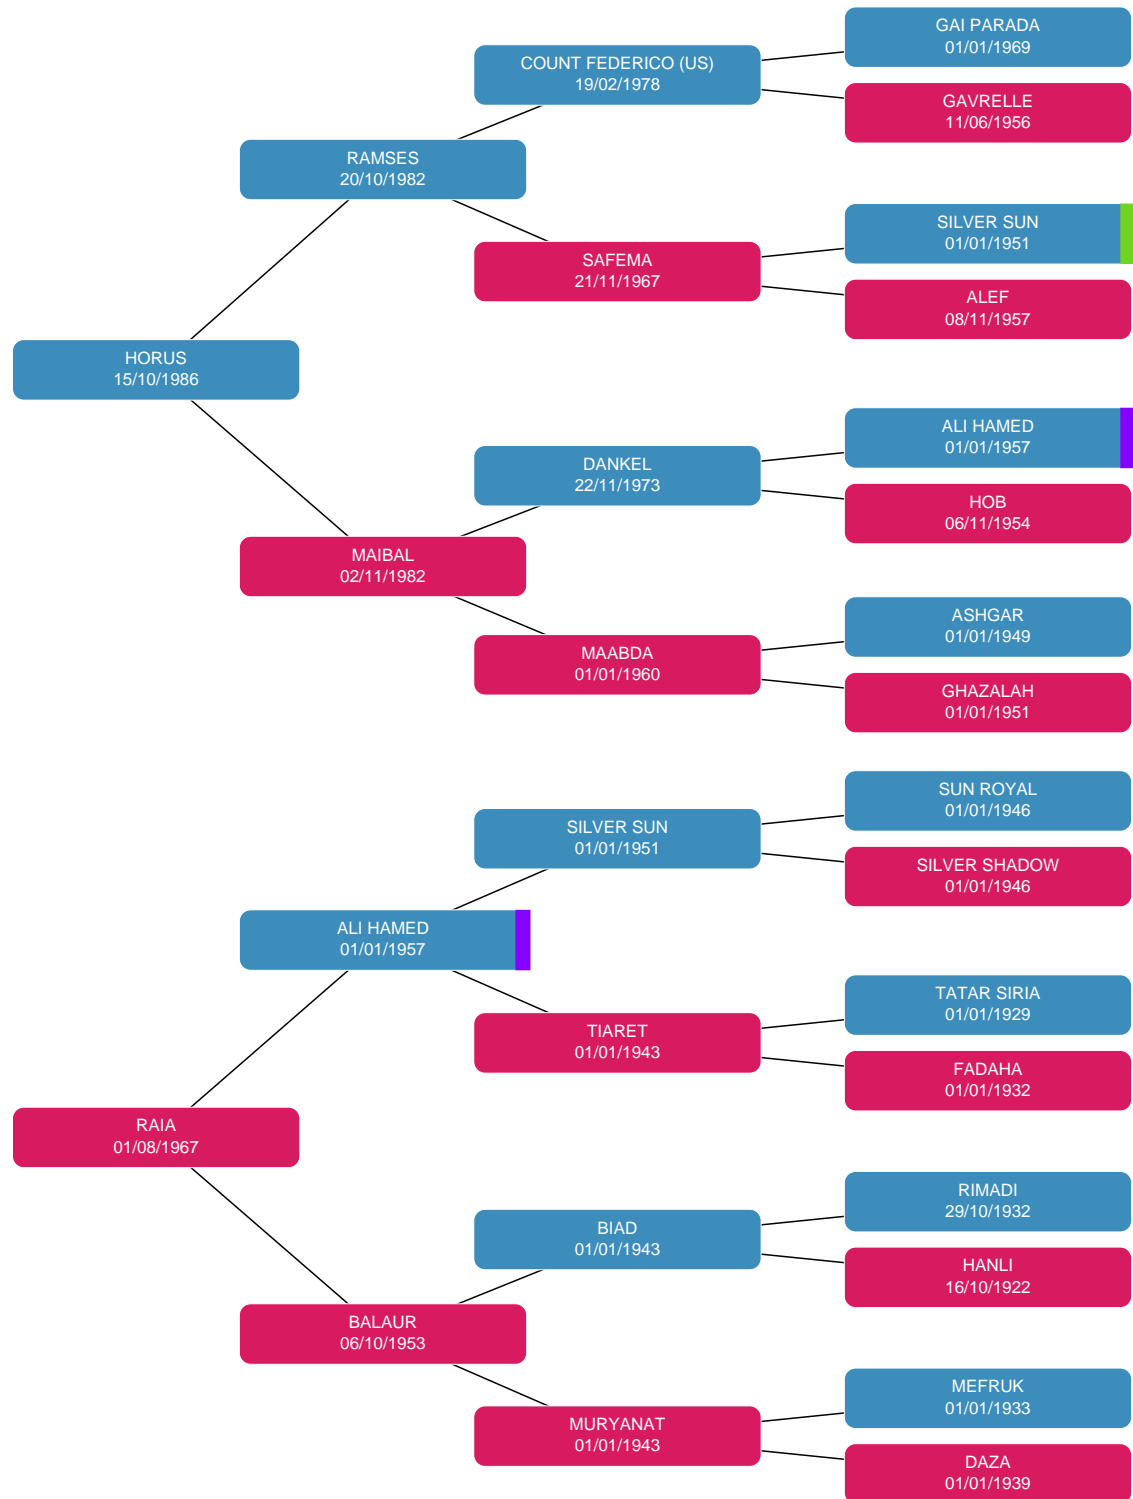 GAI PARADA
01/01/1969
COUNT FEDERICO (US)
19/02/1978
GAVRELLE
11/06/1956
RAMSES
20/10/1982
SILVER SUN
01/01/1951
SAFEMA
21/11/1967
ALEF
08/11/1957
HORUS
15/10/1986
ALI HAMED
01/01/1957
DANKEL
22/11/1973
HOB
06/11/1954
MAIBAL
02/11/1982
ASHGAR
01/01/1949
MAABDA
01/01/1960
GHAZALAH
01/01/1951
SUN ROYAL
01/01/1946
SILVER SUN
01/01/1951
SILVER SHADOW
01/01/1946
ALI HAMED
01/01/1957
TATAR SIRIA
01/01/1929
TIARET
01/01/1943
FADAHA
01/01/1932
RAIA
01/08/1967
RIMADI
29/10/1932
BIAD
01/01/1943
HANLI
16/10/1922
BALAUR
06/10/1953
MEFRUK
01/01/1933
MURYANAT
01/01/1943
DAZA
01/01/1939